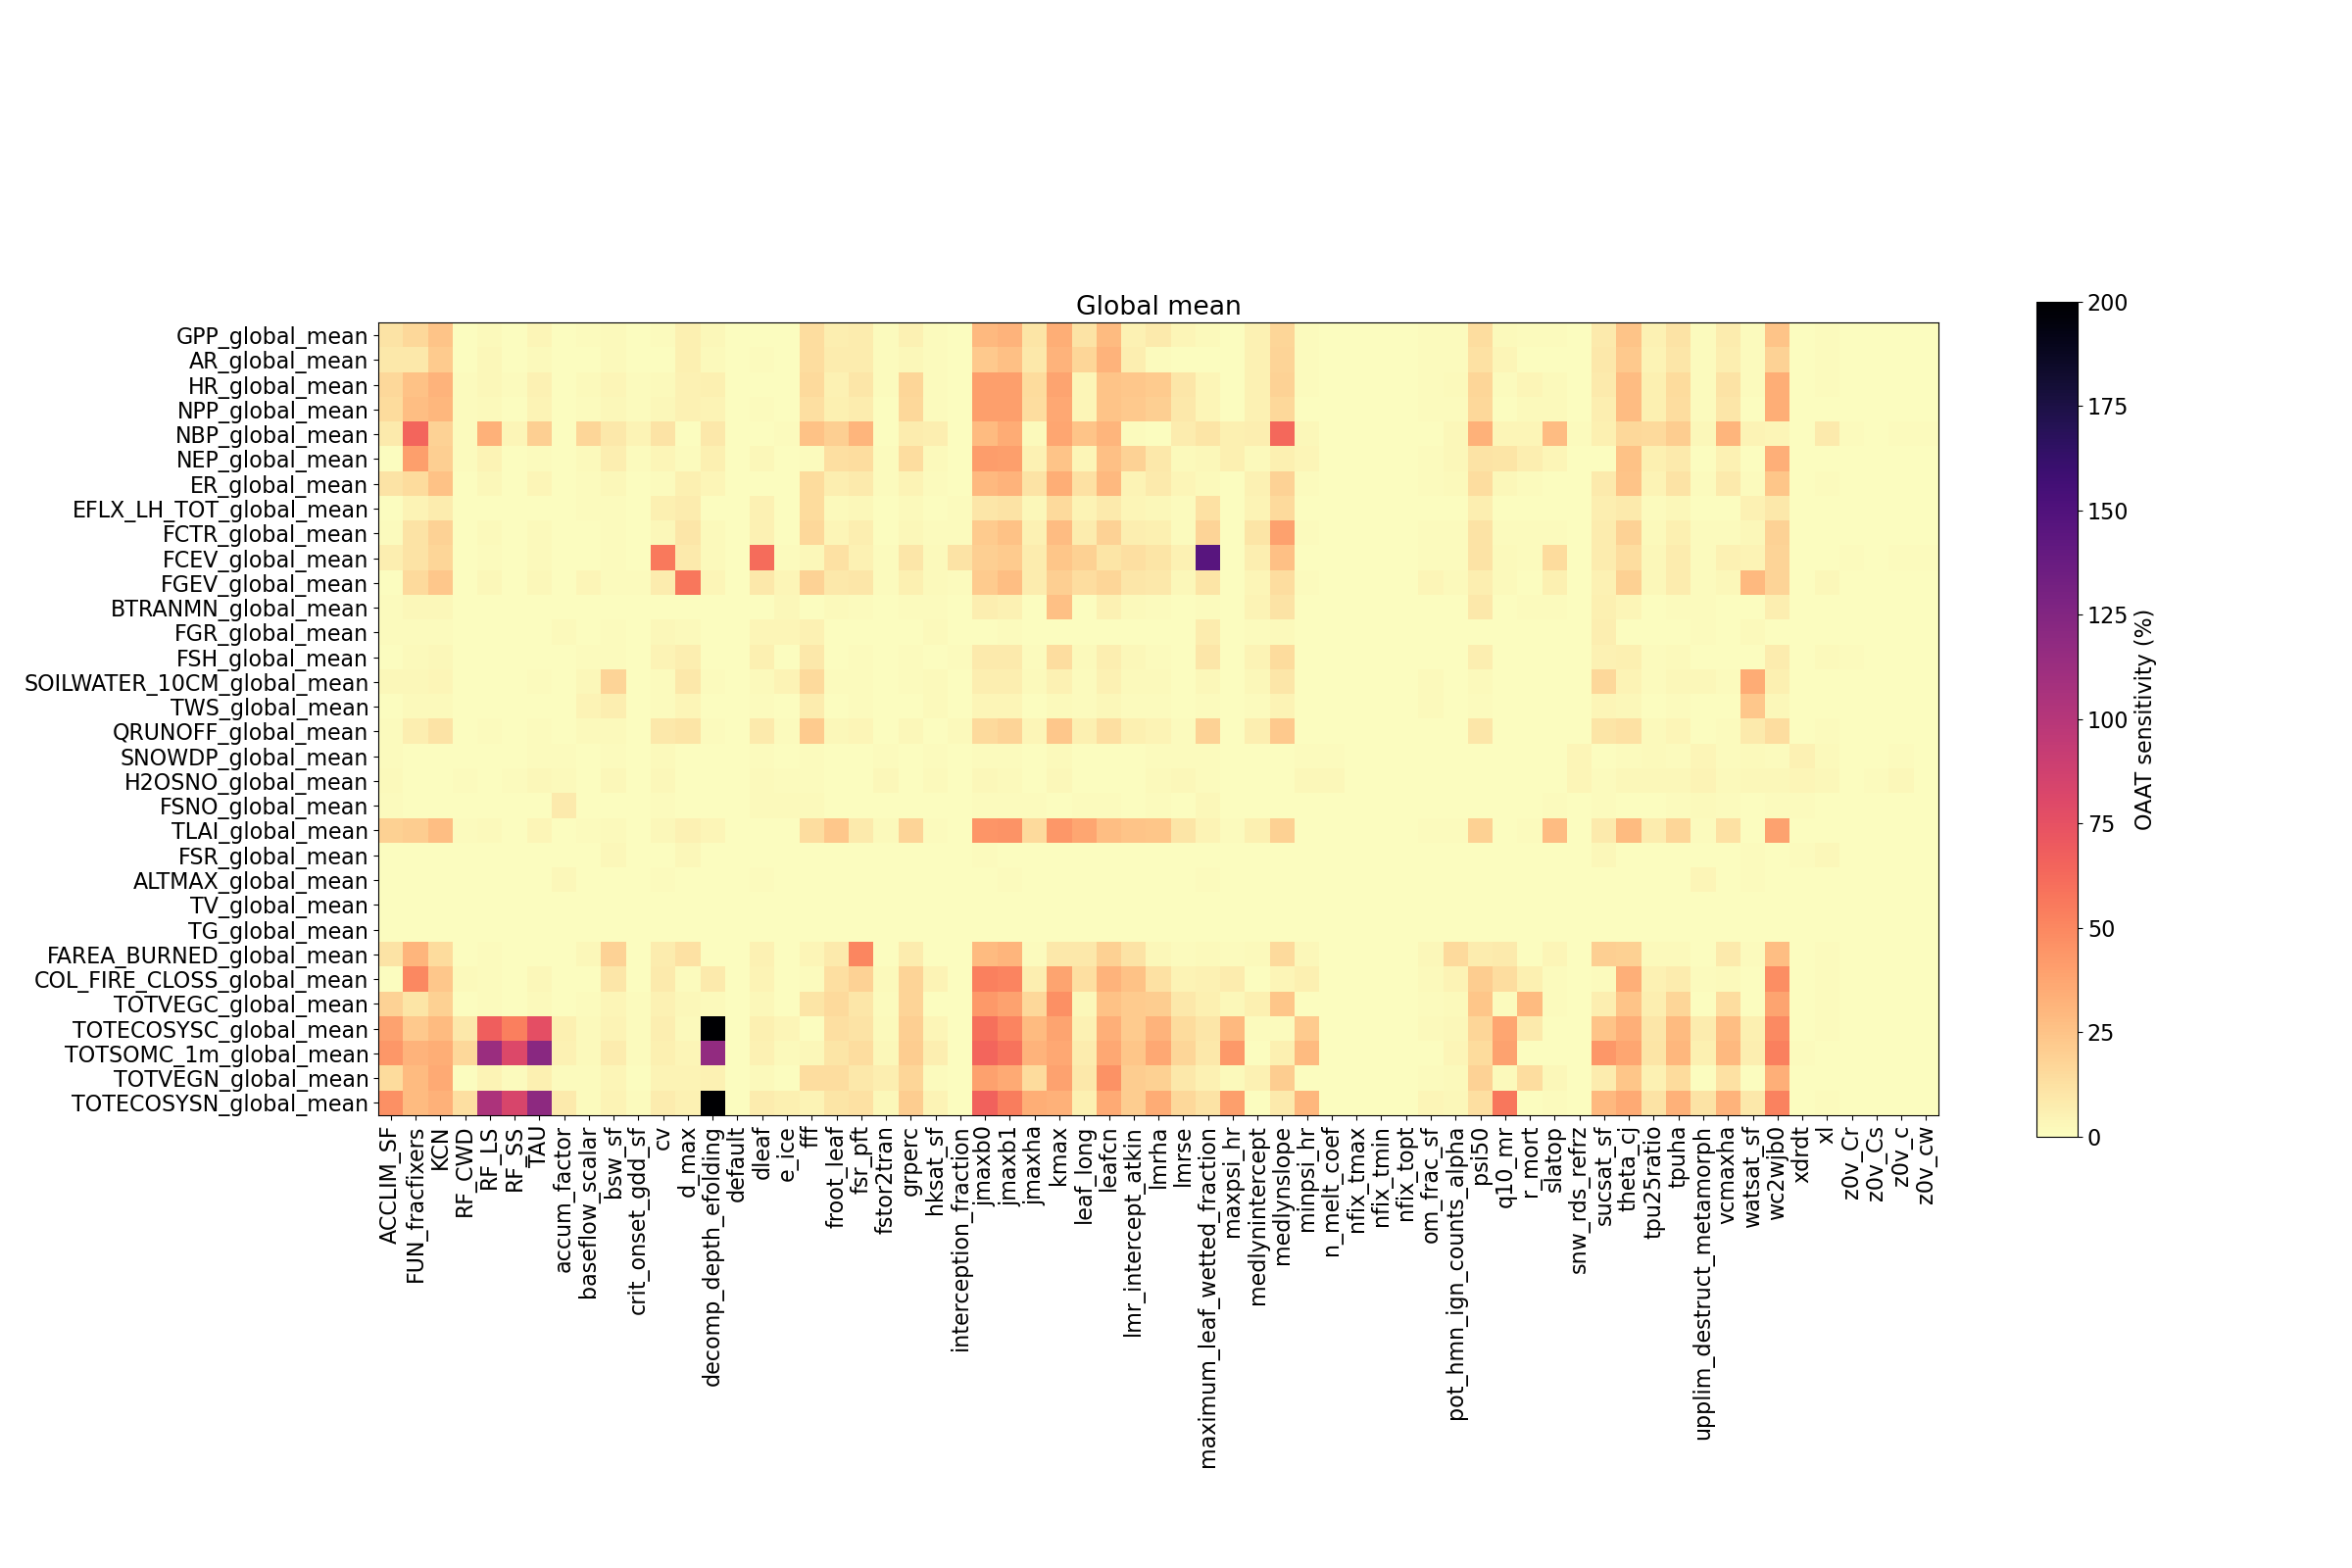 Global mean
GPP_global_mean
AR_global_mean
HR_global_mean
NPP_global_mean
NBP_global_mean
NEP_global_mean
ER_global_mean
EFLX_LH_TOT_global_mean
FCTR_global_mean
FCEV_global_mean
FGEV_global_mean
BTRANMN_global_mean
FGR_global_mean
FSH_global_mean
SOILWATER_10CM_global_mean
TWS_global_mean
QRUNOFF_global_mean
SNOWDP_global_mean
H2OSNO_global_mean
FSNO_global_mean
TLAI_global_mean
FSR_global_mean
ALTMAX_global_mean
TV_global_mean
TG_global_mean
FAREA_BURNED_global_mean
COL_FIRE_CLOSS_global_mean
TOTVEGC_global_mean
TOTECOSYSC_global_mean
TOTSOMC_1m_global_mean
TOTVEGN_global_mean
TOTECOSYSN_global_mean
ACCLIM_SF
FUN_fracfixers
KCN
RF_CWD
RF_LS
RF_SS
TAU
accum_factor
baseflow_scalar
bsw_sf
crit_onset_gdd_sf
cv
d_max
decomp_depth_efolding
default
dleaf
e_ice
fff
froot_leaf
fsr_pft
fstor2tran
grperc
hksat_sf
interception_fraction
jmaxb0
jmaxb1
jmaxha
kmax
leaf_long
leafcn
lmr_intercept_atkin
lmrha
lmrse
maximum_leaf_wetted_fraction
maxpsi_hr
medlynintercept
medlynslope
minpsi_hr
n_melt_coef
nfix_tmax
nfix_tmin
nfix_topt
om_frac_sf
pot_hmn_ign_counts_alpha
psi50
q10_mr
r_mort
slatop
snw_rds_refrz
sucsat_sf
theta_cj
tpu25ratio
tpuha
upplim_destruct_metamorph
vcmaxha
watsat_sf
wc2wjb0
xdrdt
xl
z0v_Cr
z0v_Cs
z0v_c
z0v_cw
200
175
150
125
100
75
50
25
0
OAAT sensitivity (%)